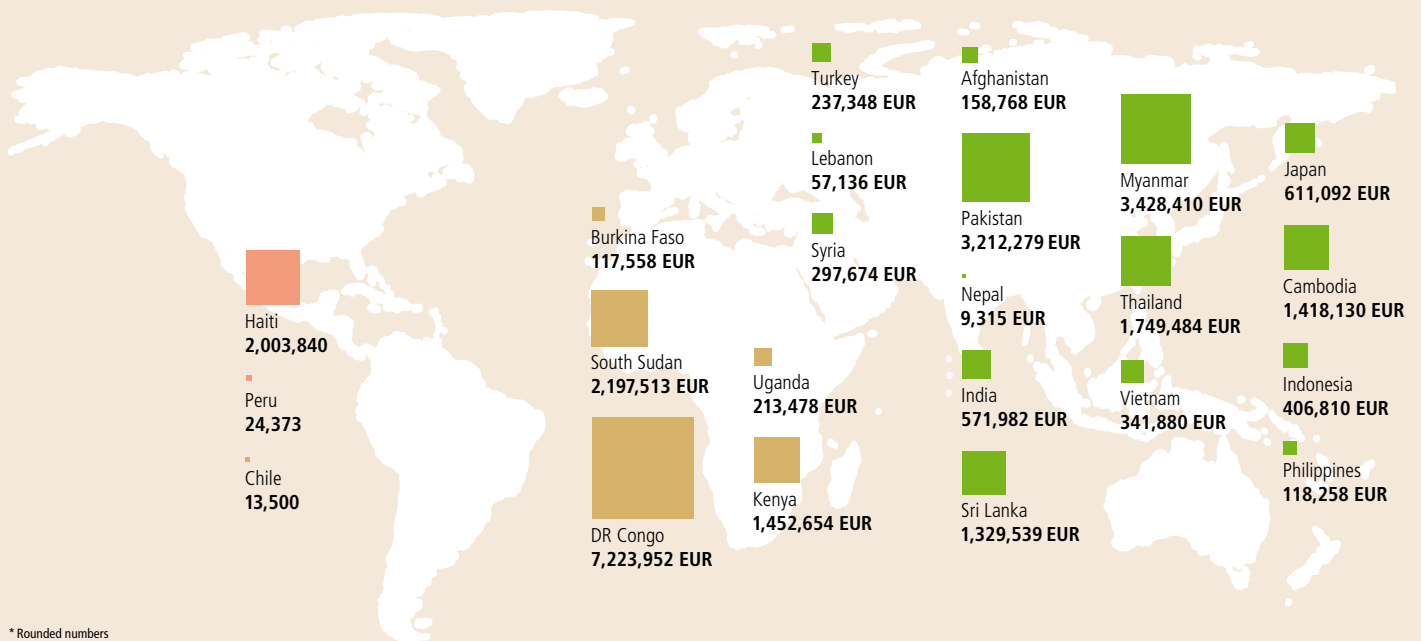 Turkey
237,348 EUR
Lebanon
57,136 EUR
Syria
297,674 EUR
Afghanistan
158,768 EUR
Pakistan
3,212,279 EUR
Nepal
9,315 EUR
India
571,982 EUR
Sri Lanka
1,329,539 EUR
Myanmar
3,428,410 EUR
Thailand
1,749,484 EUR
Vietnam
341,880 EUR
Japan
611,092 EUR
Cambodia
1,418,130 EUR
Indonesia
406,810 EUR
Philippines
118,258 EUR
Burkina Faso
117,558 EUR
South Sudan
2,197,513 EUR
DR Congo
7,223,952 EUR
Uganda
213,478 EUR
Kenya
1,452,654 EUR
Haiti
2,003,840
Peru
24,373
Chile
13,500
* Rounded numbers